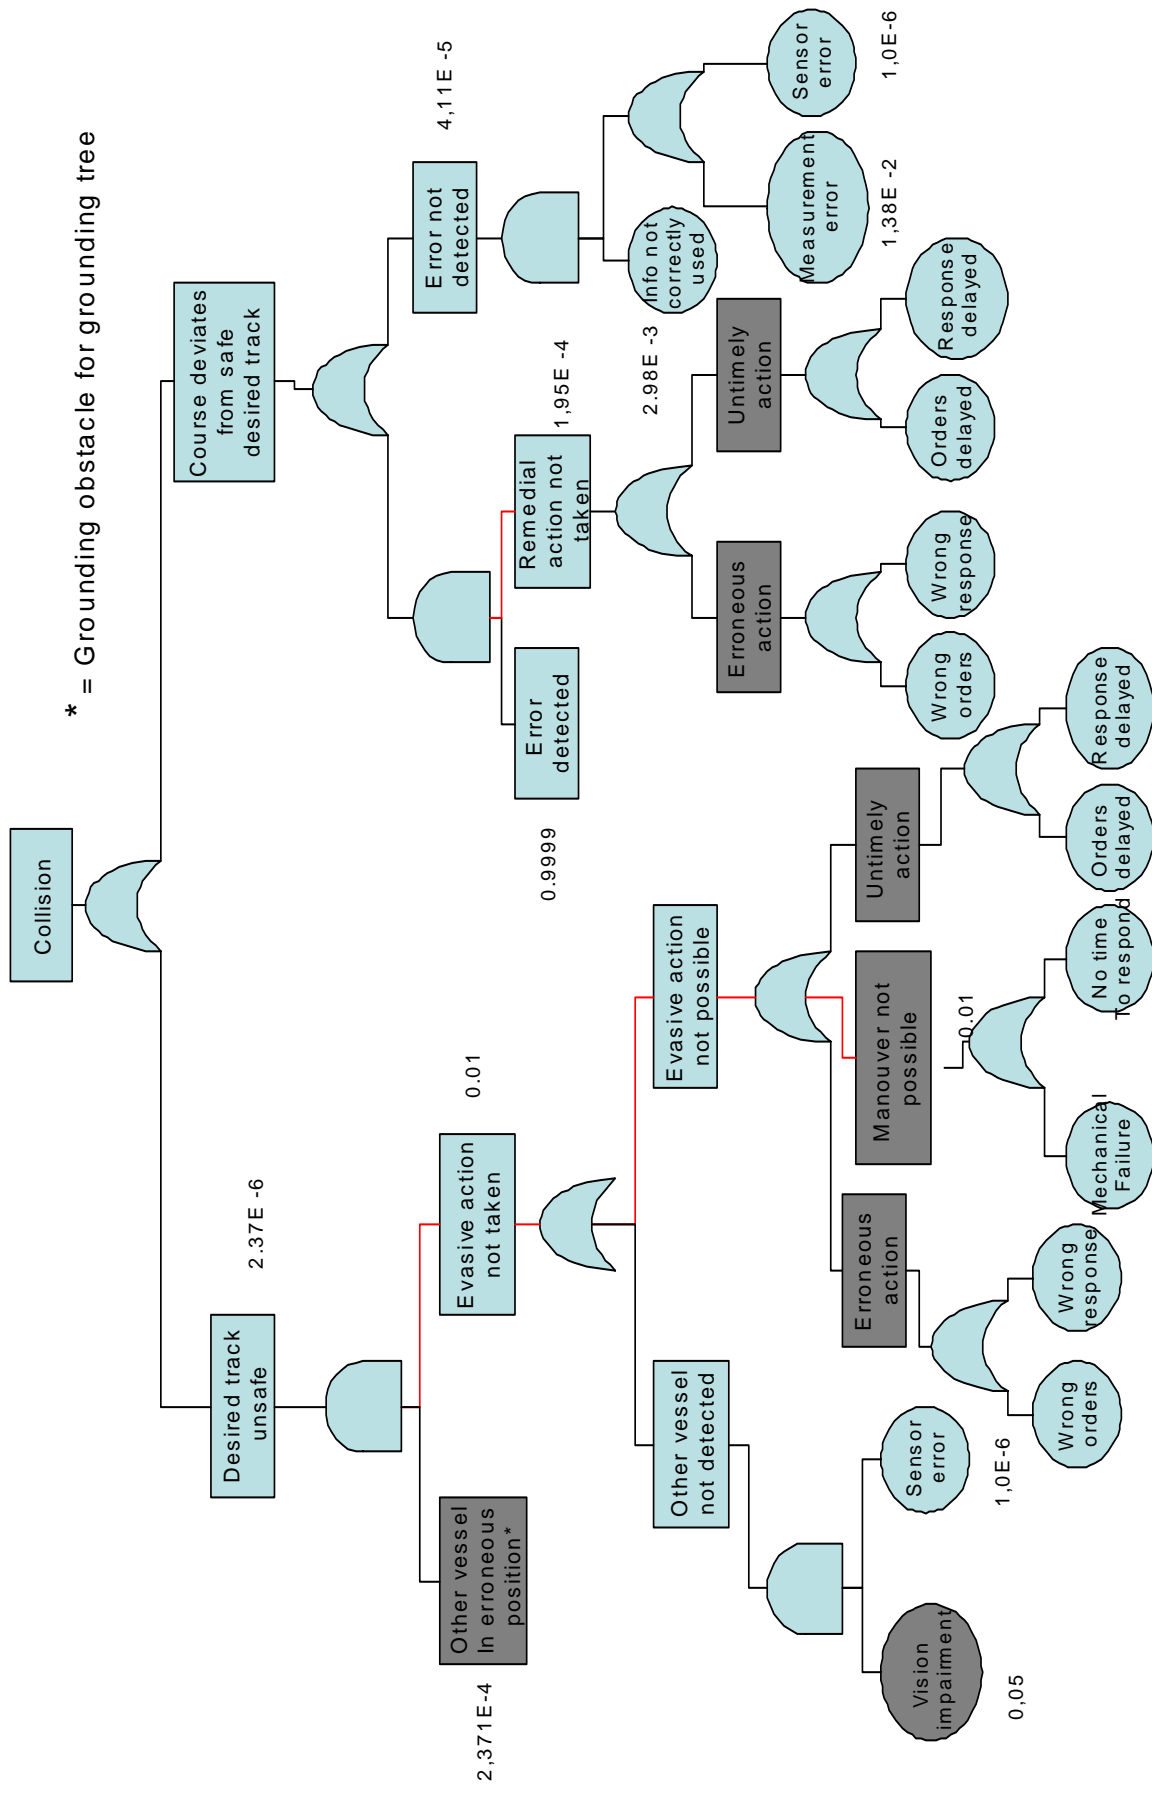 * = Grounding obstacle for grounding tree
Collision
Desired track
unsafe
2.37E -6
Course deviates
from safe
desired track
Other vessel
In erroneous
position*
2,371E-4
Evasive action
not taken
0.01
Error
detected
0.9999
Remedial
action not
taken
1,95E -4
Error not
detected
4,11E -5
Other vessel
not detected
Evasive action
not possible
Erroneous
action
Untimely
action
Info not
correctly
used
2.98E -3
Measurement
error
1,38E -2
Sensor
error
1,0E-6
Vision
impairment
0,05
Sensor
error
1,0E-6
Erroneous
action
Manouver not
possible
0.01
Untimely
action
Wrong
orders
Wrong
response
Orders
delayed
Response
delayed
Wrong
orders
Wrong
response
Mechanical
Failure
No time
To respond
Orders
delayed
Response
delayed